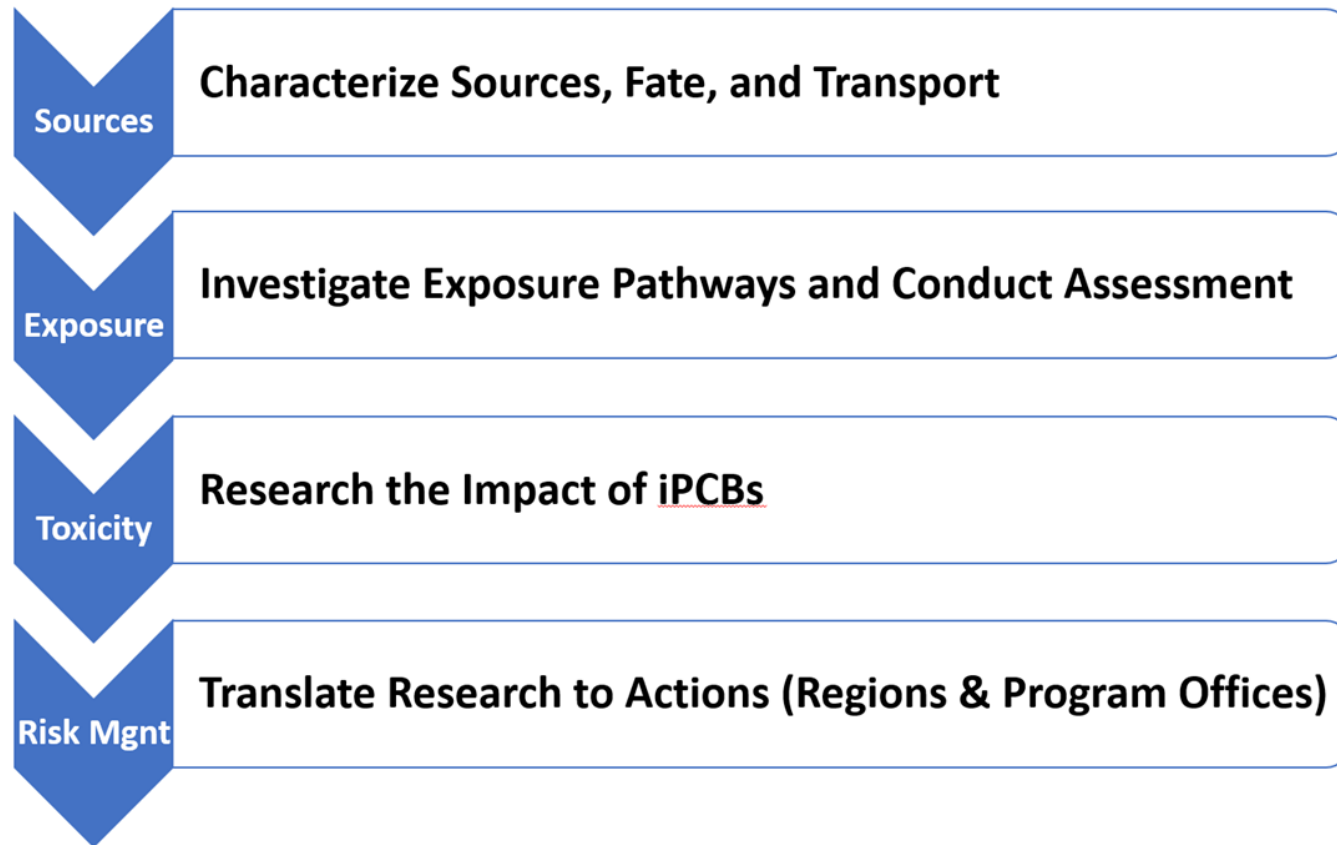 Sources
Characterize Sources, Fate, and Transport
Exposure
Investigate Exposure Pathways and Conduct Assessment
Toxicity
Research the Impact of iPCBs
Risk Mgnt
Translate Research to Actions (Regions & Program Offices)